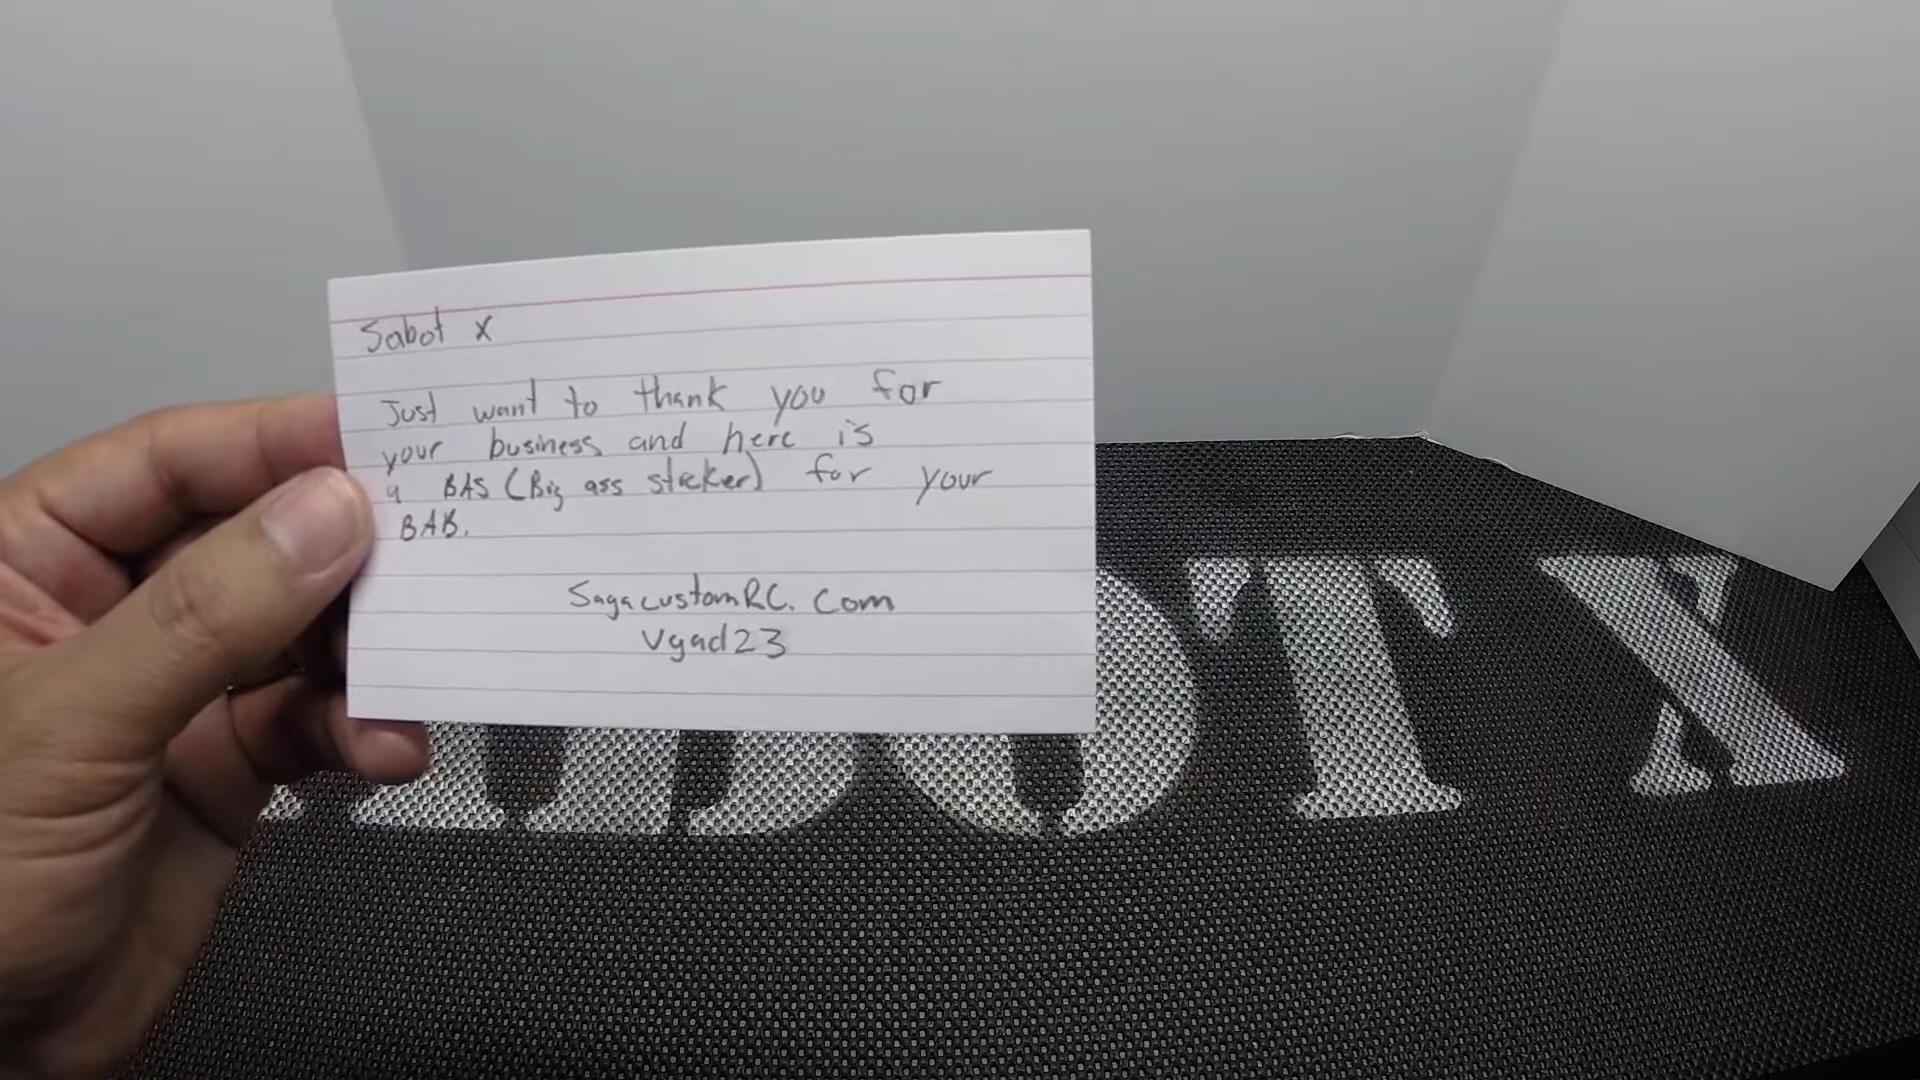 Sabot X
Just want to thank you for
your business and here is
a BAS (Big ass sticker) for your
BAB.
SagacustomRC. Com
Vgad23
BOT X